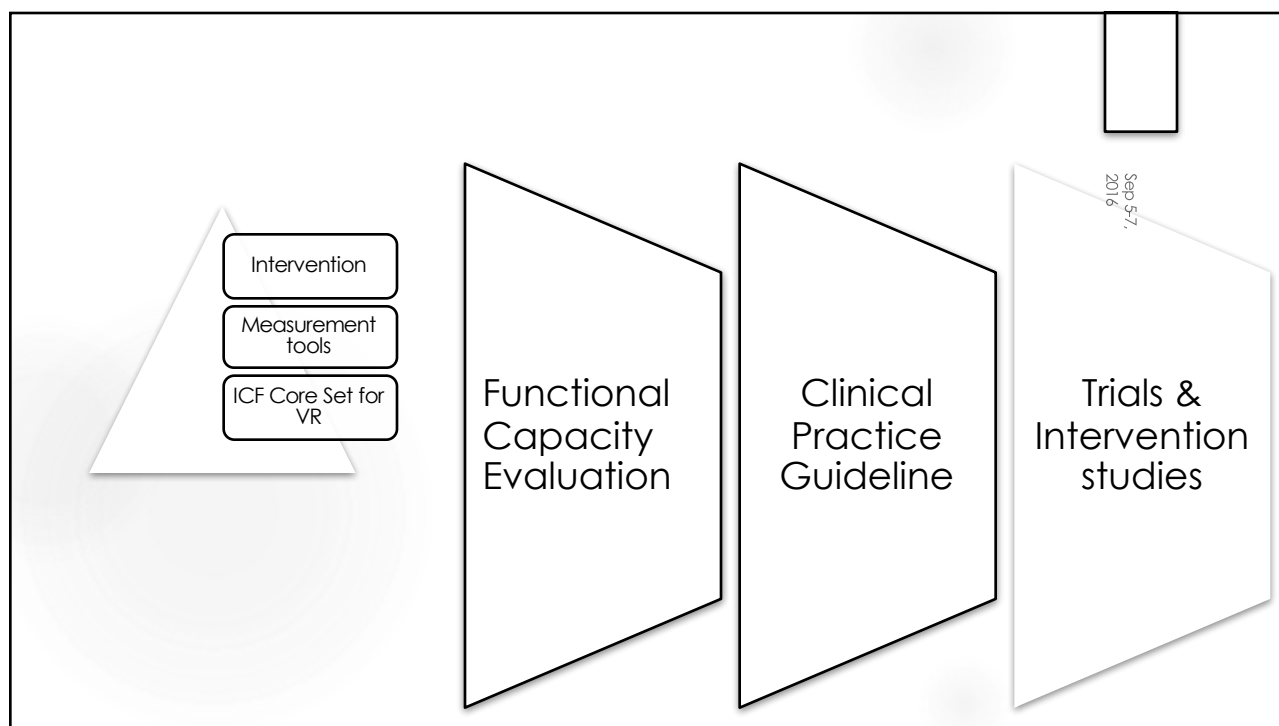 Intervention
Measurement
tools
ICF Core Set for
VR
Functional
Capacity
Evaluation
Clinical
Practice
Guideline
Trials &
Intervention
studies
Sep 5-7,
2016